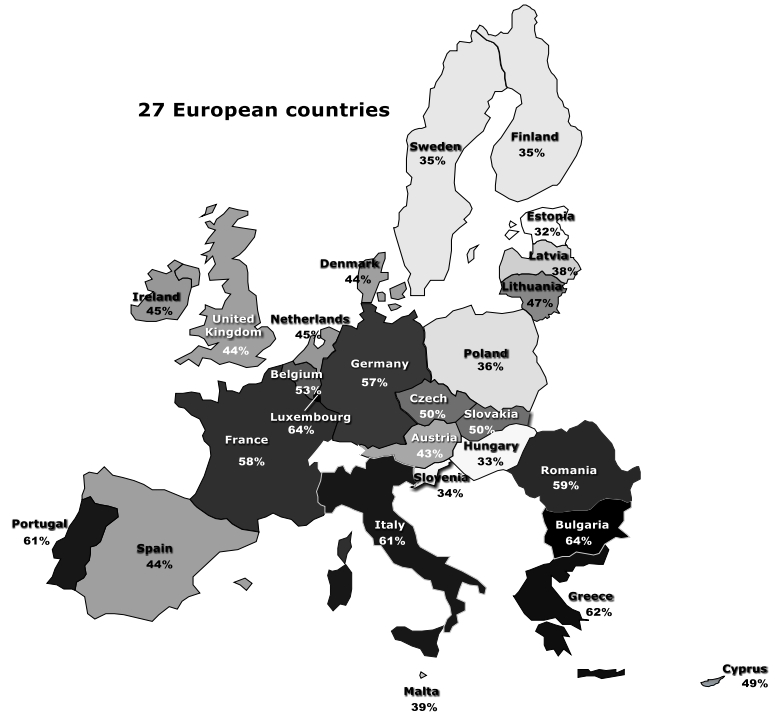 27 European countries
Sweden
35%
Finland
35%
Estonia
32%
Latvia
38%
Lithuania
47%
Denmark
44%
Ireland
45%
United
Kingdom
44%
Netherlands
45%
Germany
57%
Poland
36%
Belgium
53%
Luxembourg
64%
Czech
50%
Slovakia
50%
France
58%
Austria
43%
Hungary
33%
Slovenia
34%
Romania
59%
Portugal
61%
Spain
44%
Italy
61%
Bulgaria
64%
Greece
62%
Malta
39%
Cyprus
49%